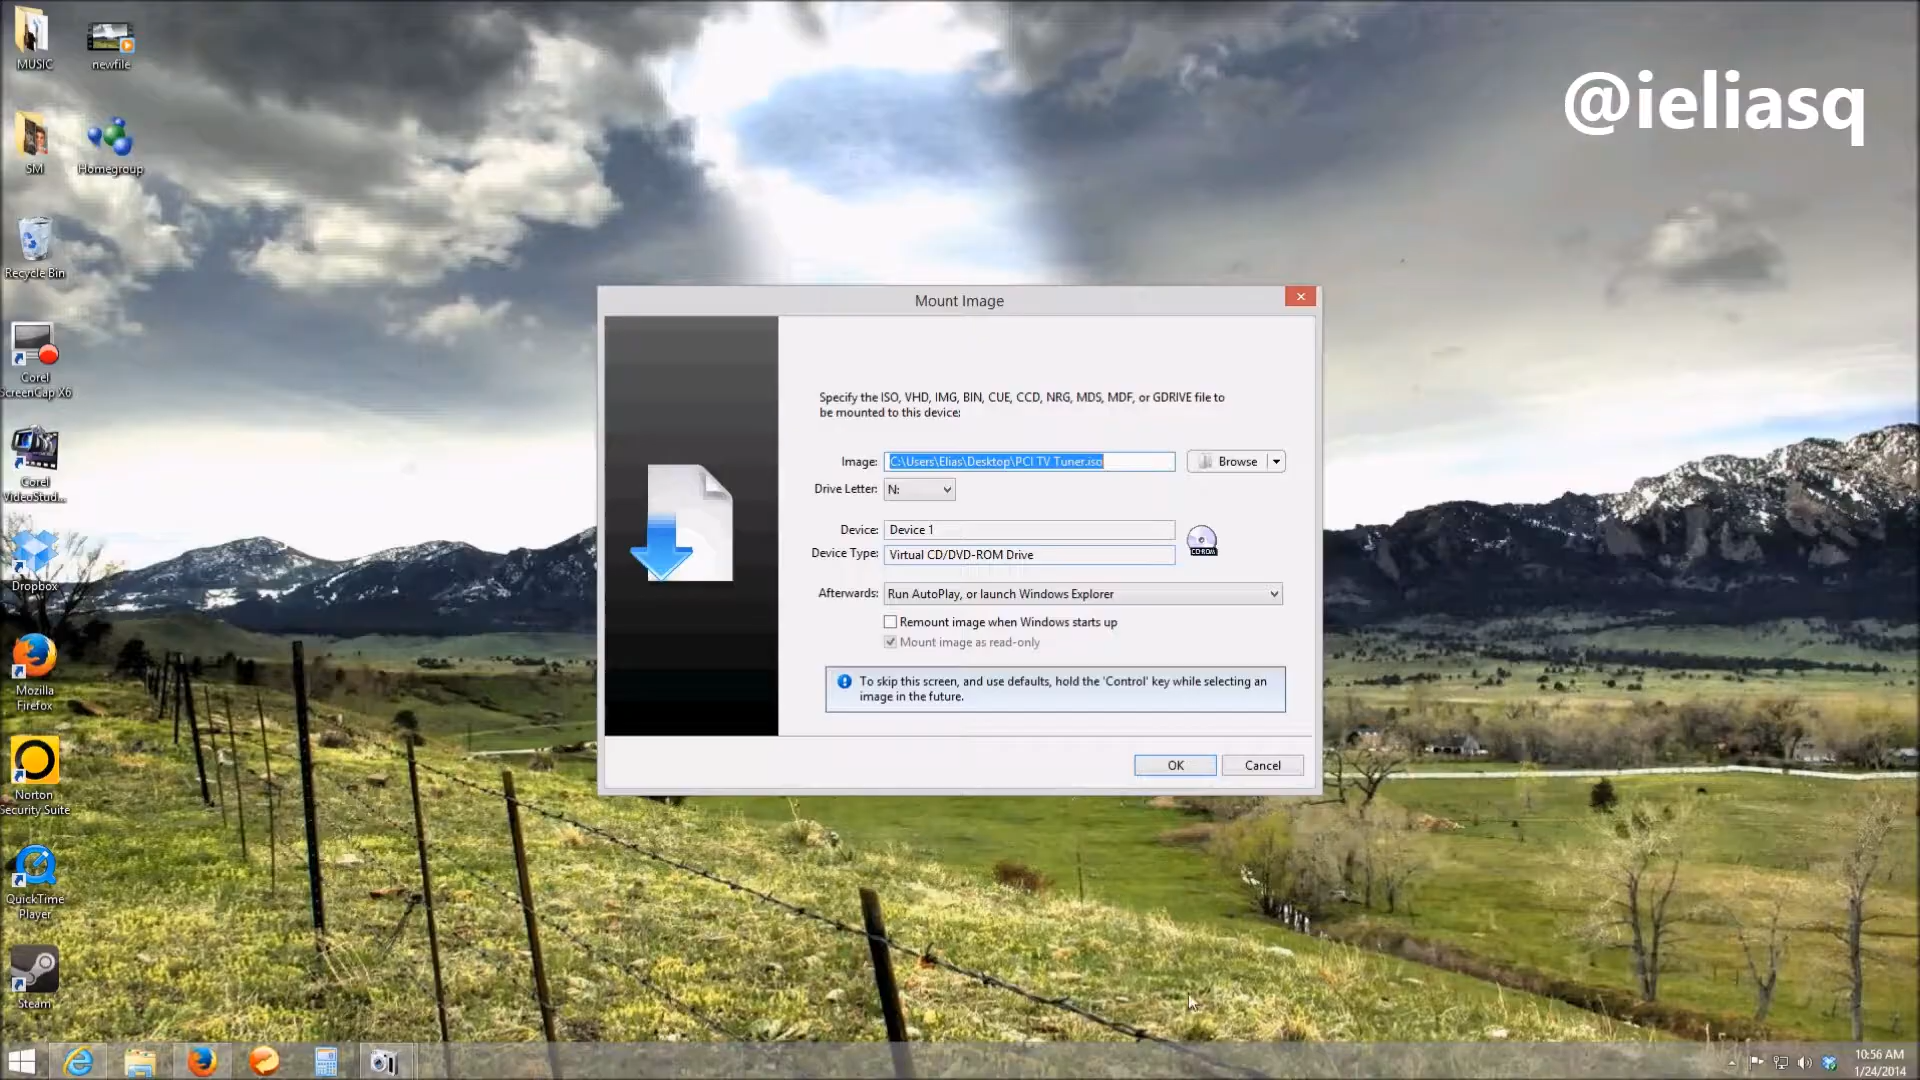 MUSIC
newfile
@ieliasq
SM
Homegroup
Recycle Bin
Corel
ScreenCap X6
Corel
VideoStud...
Dropbox
Mozilla
Firefox
Norton
Security Suite
QuickTime
Player
Steam
Mount Image
Specify the ISO, VHD, IMG, BIN, CUE, CCD, NRG, MDS, MDF, or GDRIVE file to
be mounted to this device:
Image: C:\Users\Elias\Desktop\PCI TV Tuner.iso Browse
Drive Letter: N:
Device: Device 1
CD-ROM
Device Type: Virtual CD/DVD-ROM Drive
Afterwards: Run AutoPlay, or launch Windows Explorer
Remount image when Windows starts up
Mount image as read-only
To skip this screen, and use defaults, hold the 'Control' key while selecting an
image in the future.
OK Cancel
10:56 AM
1/24/2014